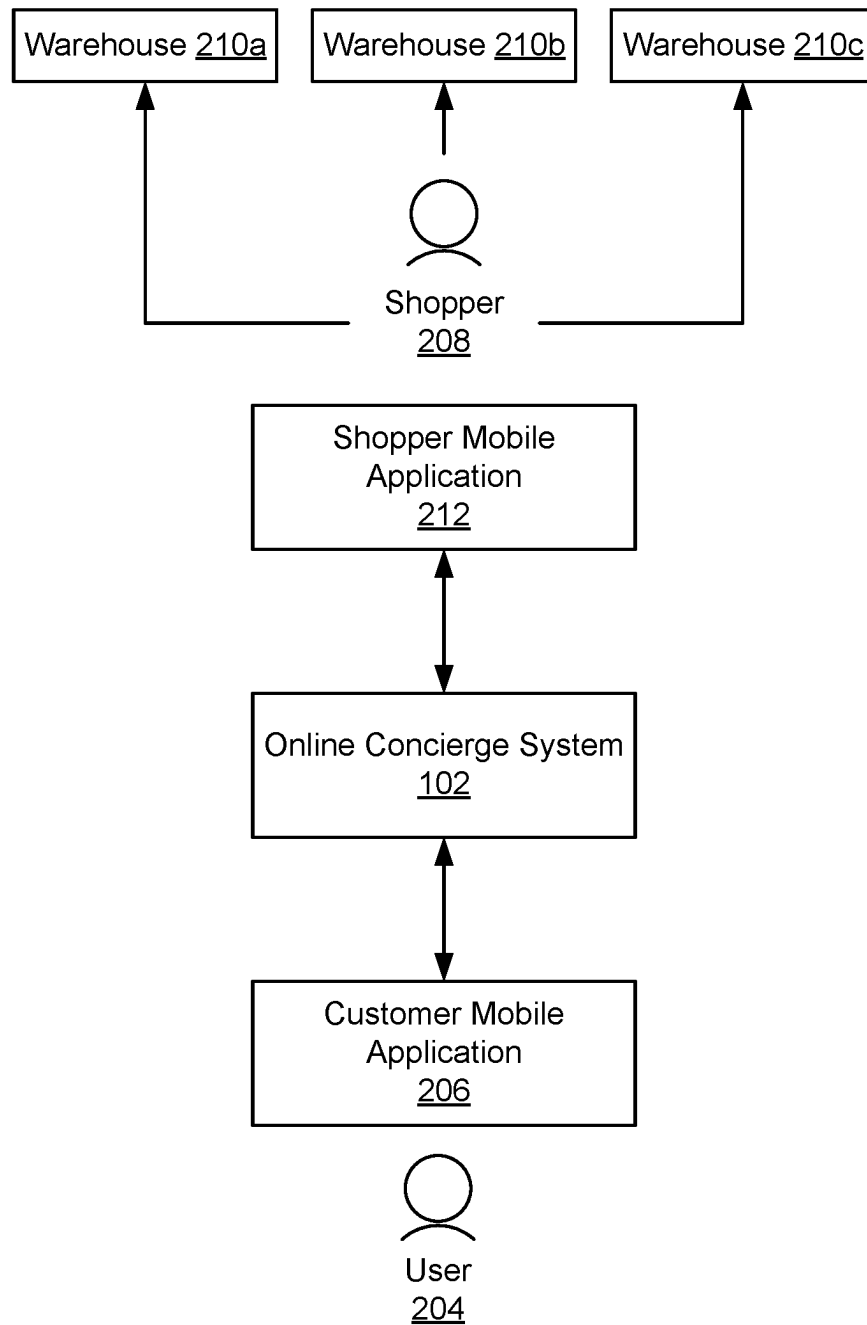 Warehouse 210a
Warehouse 210b
Warehouse 210c
Shopper
208
Shopper Mobile
Application
212
Online Concierge System
102
Customer Mobile
Application
206
User
204